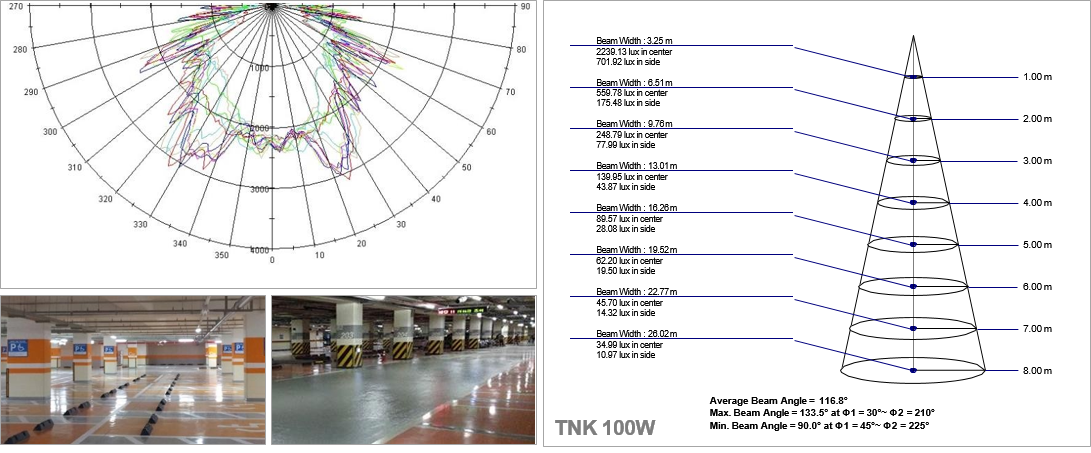 270
90
280
80
290
70
300
60
310
50
320
40
330
30
340
20
350
10
0
1000
2000
3000
4000
Beam Width : 3.25 m
2239.13 lux in center
701.92 lux in side
1.00 m
Beam Width : 6.51m
559.78 lux in center
175.48 lux in side
2.00 m
Beam Width : 9.76m
248.79 lux in center
77.99 lux in side
3.00 m
Beam Width : 13.01m
139.95 lux in center
43.87 lux in side
4.00 m
Beam Width : 16.26m
89.57 lux in center
28.08 lux in side
5.00 m
Beam Width : 19.52m
62.20 lux in center
19.50 lux in side
6.00 m
Beam Width : 22.77m
45.70 lux in center
14.32 lux in side
7.00 m
Beam Width : 26.02m
34.99 lux in center
10.97 lux in side
8.00 m
Average Beam Angle = 116.8°
Max. Beam Angle = 133.5° at Φ1 = 30°~ Φ2 = 210°
Min. Beam Angle = 90.0° at Φ1 = 45°~ Φ2 = 225°
TNK 100W